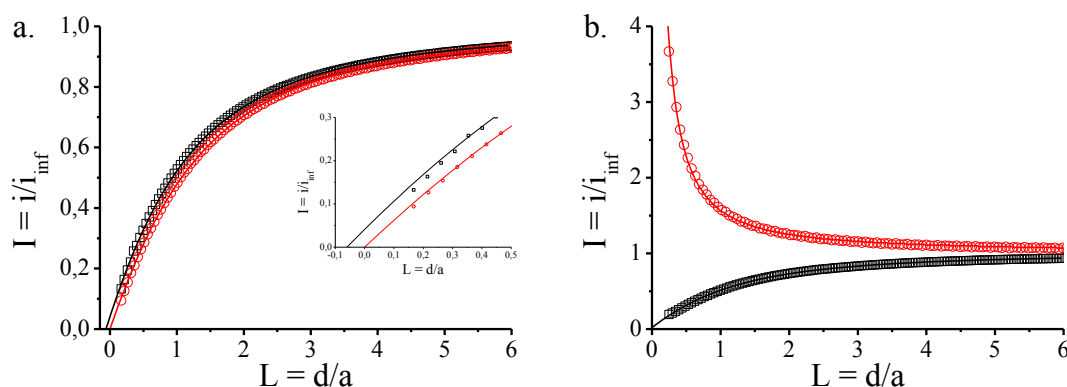 a.
1,0
0,8
0,6
0,4
0,2
0,0
I = i/i_inf
0 1 2 3 4 5 6
L = d/a
0,3
0,2
0,1
0,0
I = i/i_inf
-0,1 0,0 0,1 0,2 0,3 0,4 0,5
L = d/a
b.
4
3
2
1
0
I = i/i_inf
0 1 2 3 4 5 6
L = d/a